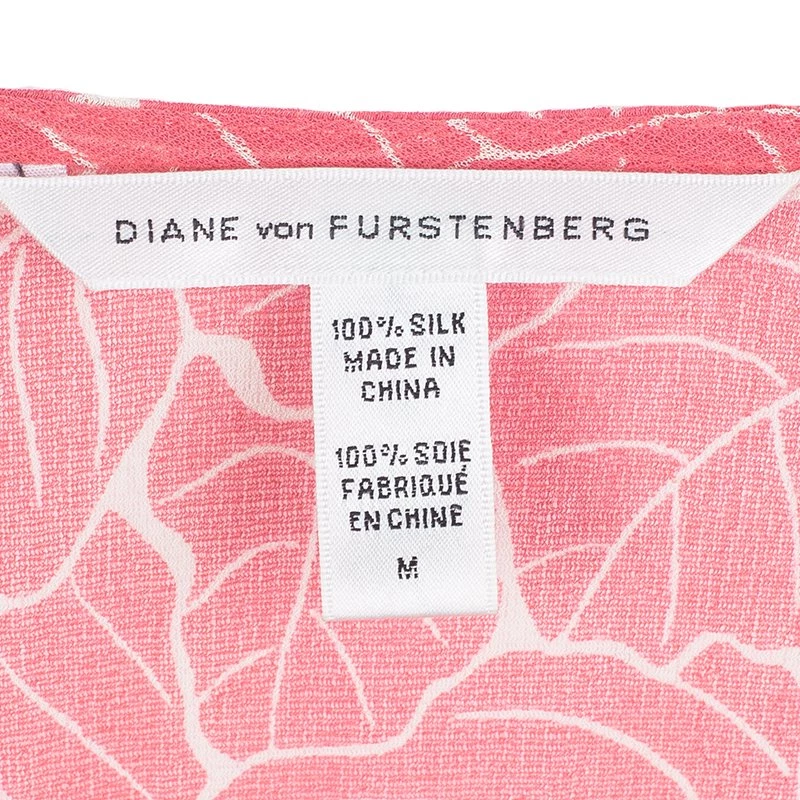 DIANE von FURSTENBERG
100% SILK
MADE IN
CHINA
100% SOIE
FABRIQUÉ
EN CHINE
M